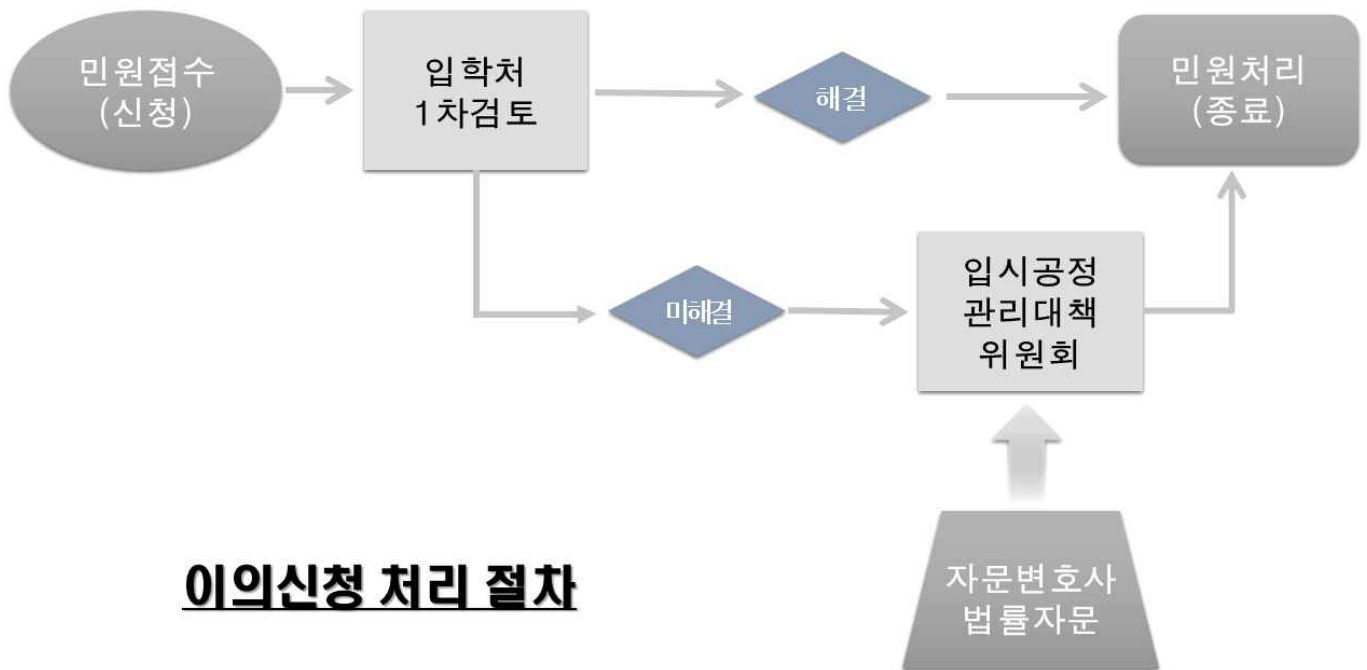 민원접수
(신청)
입학처
1차검토
해결
민원처리
(종료)
미해결
입시공정
관리대책
위원회
자문변호사
법률자문
이의신청 처리 절차